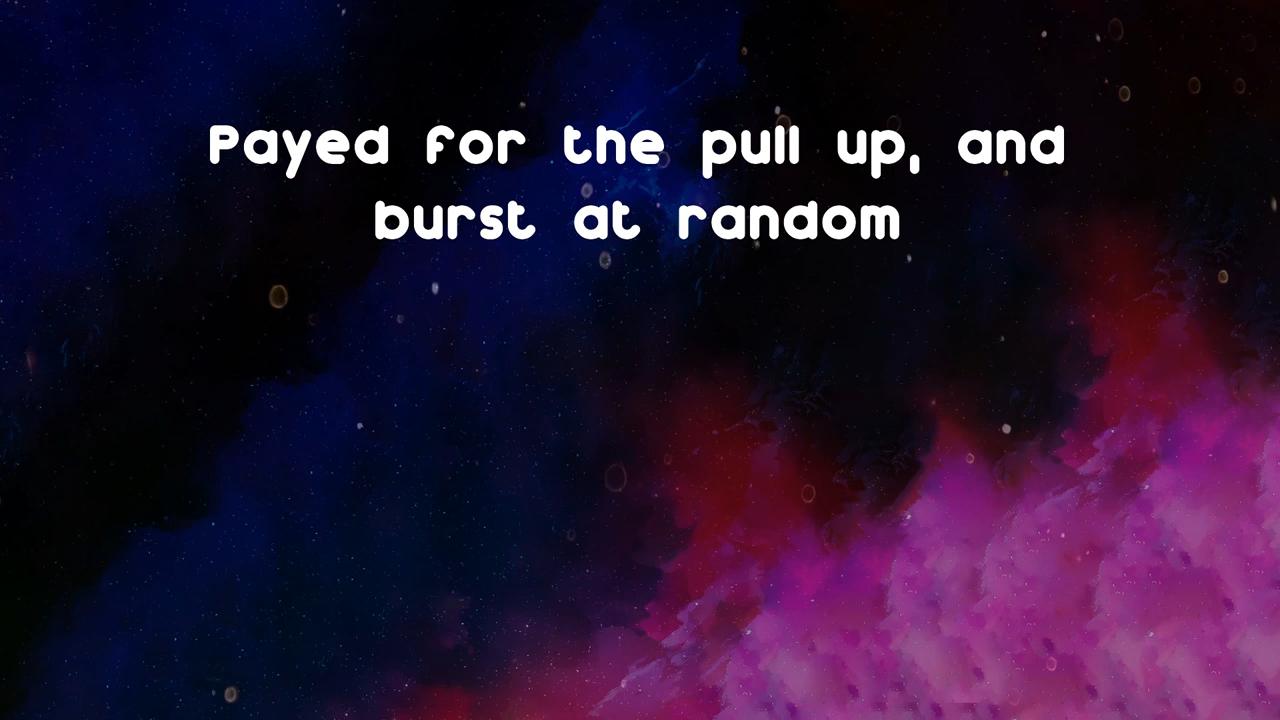 Payed for the pull up, and
burst at random